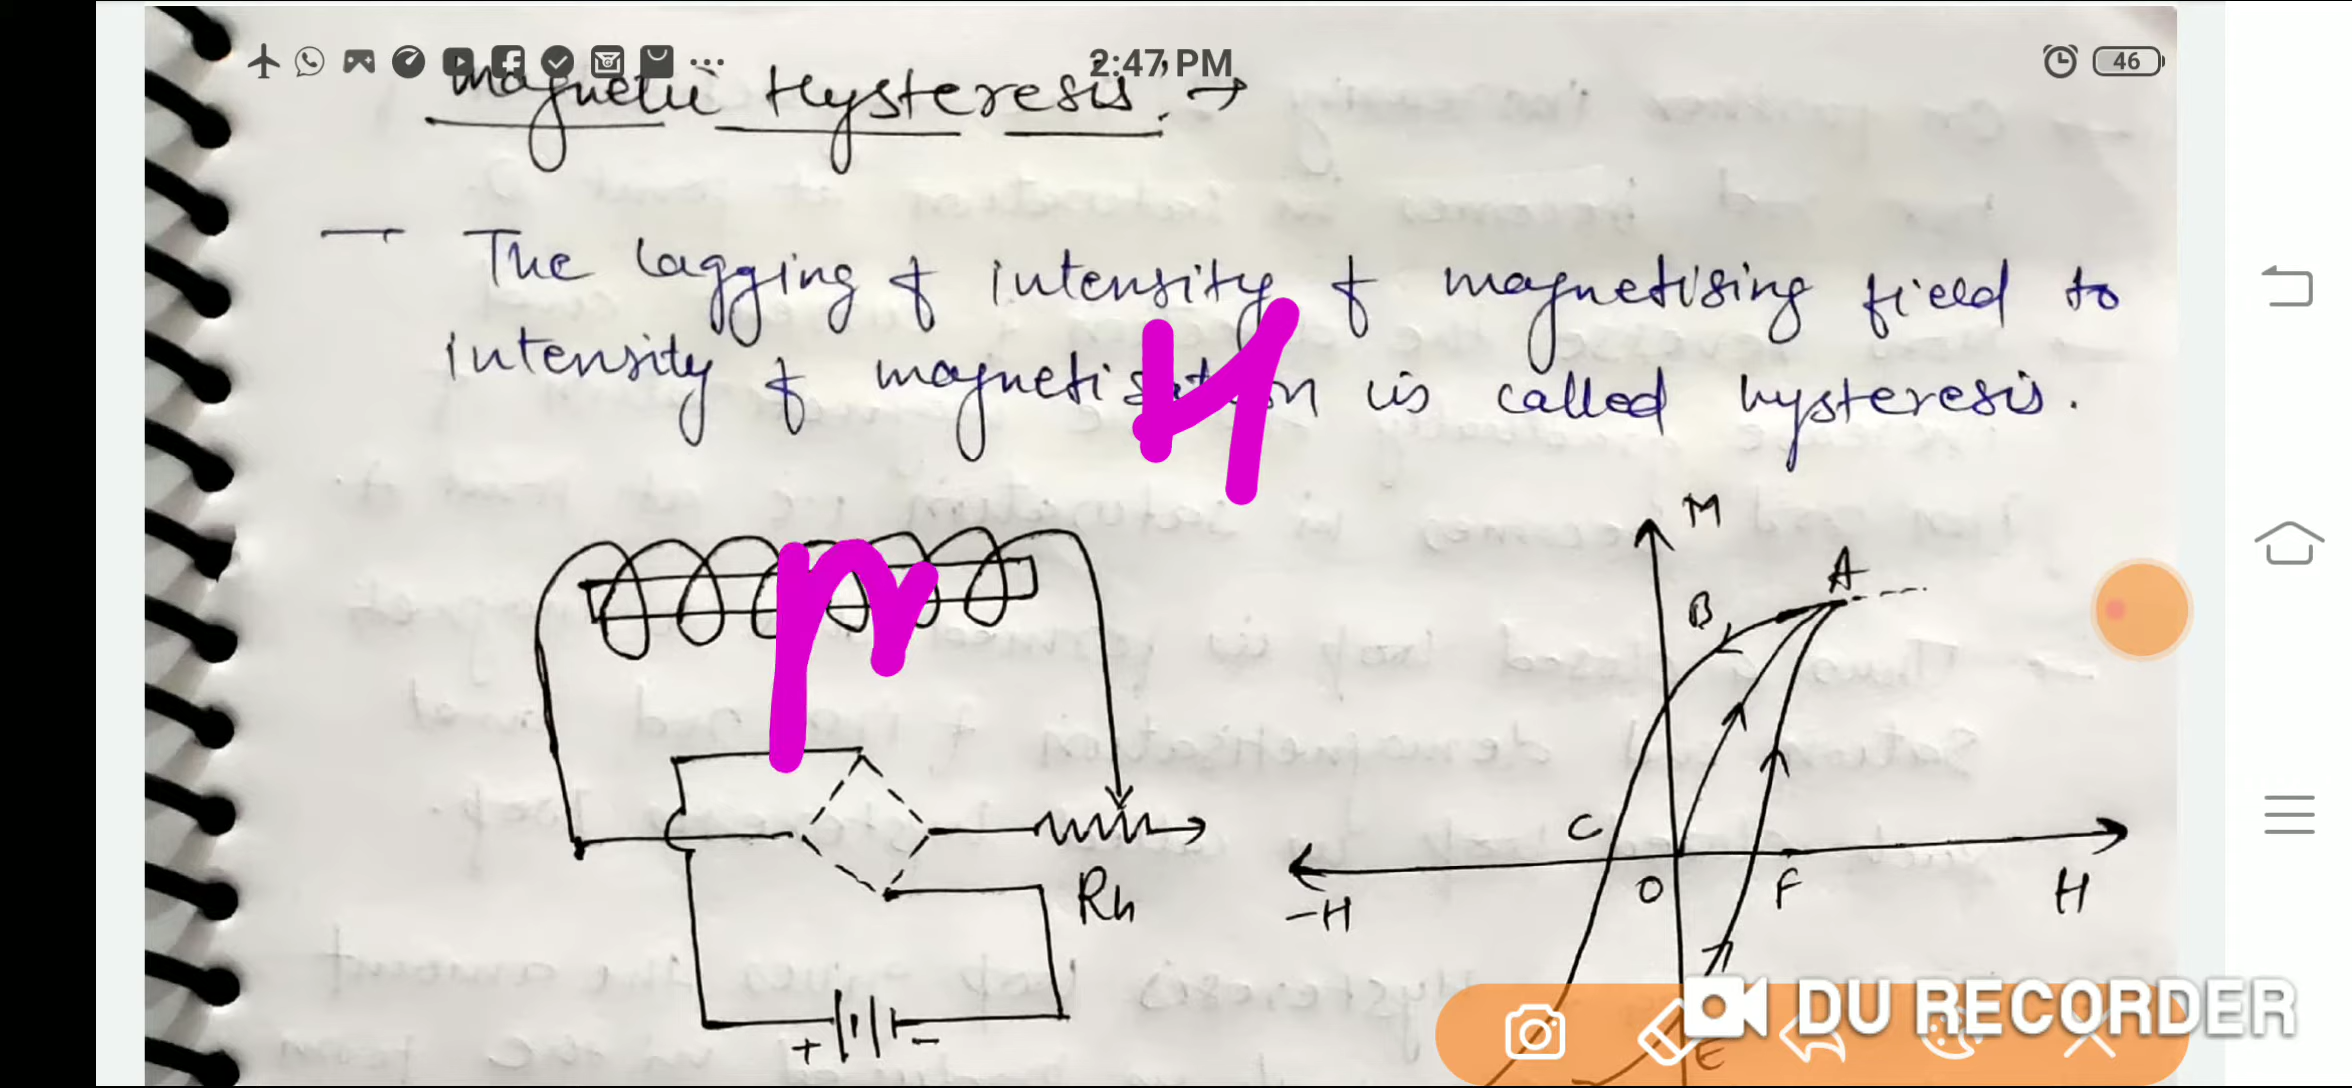 2:47 PM
46
Magnetic Hysteresis: →
— The lagging of intensity of magnetising field to
intensity of magnetisation is called hysteresis.
H
M
M
A
B
C
O
F
-H
H
Rh
+
-
E
DU RECORDER